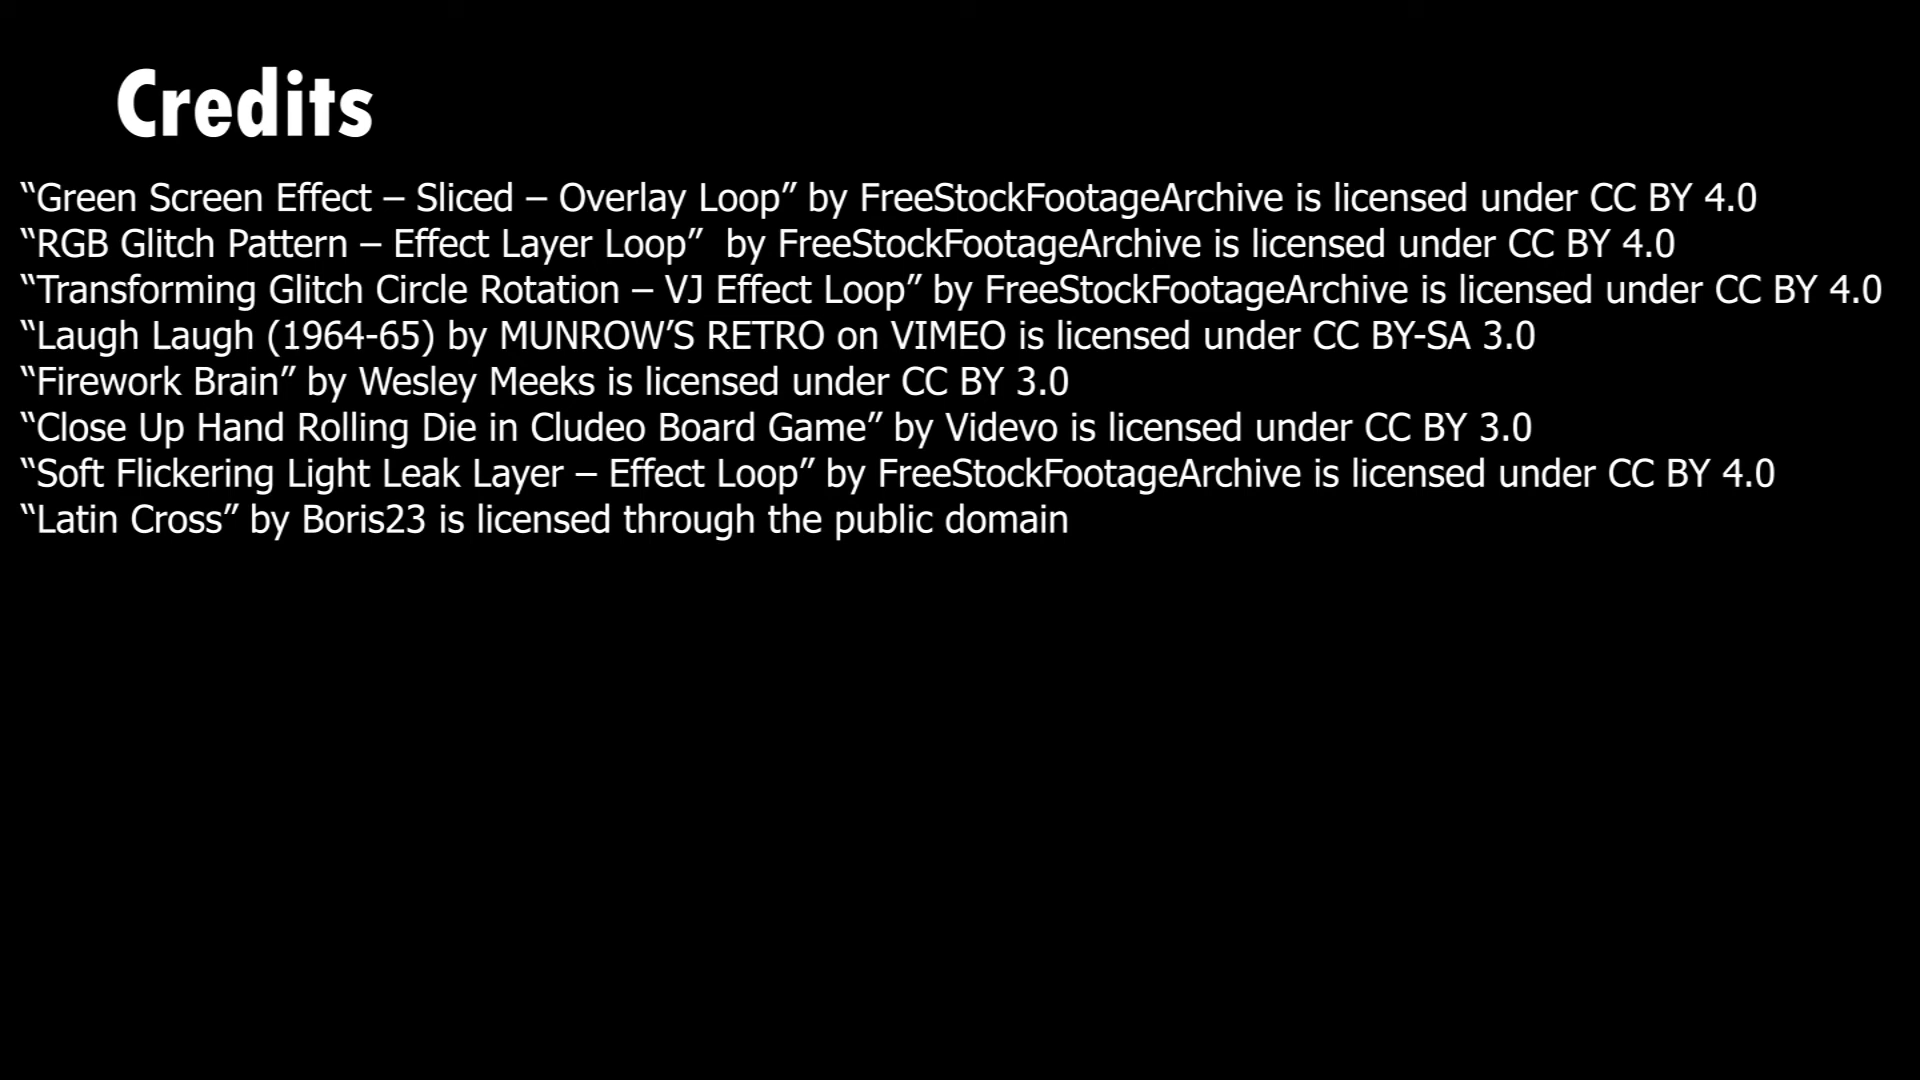 Credits
“Green Screen Effect – Sliced – Overlay Loop” by FreeStockFootageArchive is licensed under CC BY 4.0
“RGB Glitch Pattern – Effect Layer Loop”  by FreeStockFootageArchive is licensed under CC BY 4.0
“Transforming Glitch Circle Rotation – VJ Effect Loop” by FreeStockFootageArchive is licensed under CC BY 4.0
“Laugh Laugh (1964-65) by MUNROW’S RETRO on VIMEO is licensed under CC BY-SA 3.0
“Firework Brain” by Wesley Meeks is licensed under CC BY 3.0
“Close Up Hand Rolling Die in Cludeo Board Game” by Videvo is licensed under CC BY 3.0
“Soft Flickering Light Leak Layer – Effect Loop” by FreeStockFootageArchive is licensed under CC BY 4.0
“Latin Cross” by Boris23 is licensed through the public domain